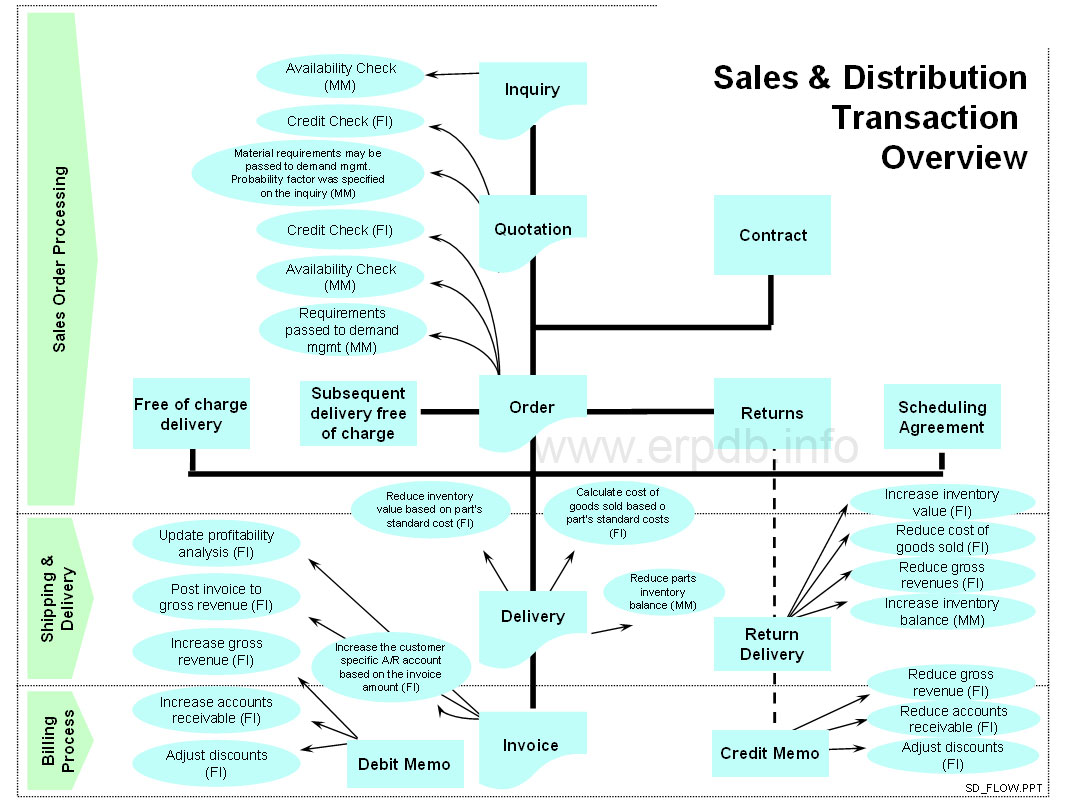 Sales & Distribution
Transaction
Overview
Sales Order Processing
Availability Check
(MM)
Inquiry
Credit Check (FI)
Material requirements may be
passed to demand mgmt.
Probability factor was specified
on the inquiry (MM)
Quotation
Contract
Credit Check (FI)
Availability Check
(MM)
Requirements
passed to demand
mgmt (MM)
Free of charge
delivery
Subsequent
delivery free
of charge
Order
Returns
Scheduling
Agreement
www.erpdb.info
Shipping &
Delivery
Reduce inventory
value based on part's
standard cost (FI)
Calculate cost of
goods sold based o
part's standard costs
(FI)
Increase inventory
value (FI)
Update profitability
analysis (FI)
Reduce cost of
goods sold (FI)
Post invoice to
gross revenue (FI)
Delivery
Reduce parts
inventory
balance (MM)
Reduce gross
revenues (FI)
Increase inventory
balance (MM)
Increase gross
revenue (FI)
Increase the customer
specific A/R account
based on the invoice
amount (FI)
Return
Delivery
Billing
Process
Increase accounts
receivable (FI)
Adjust discounts
(FI)
Debit Memo
Invoice
Credit Memo
Reduce gross
revenue (FI)
Reduce accounts
receivable (FI)
Adjust discounts
(FI)
SD_FLOW.PPT